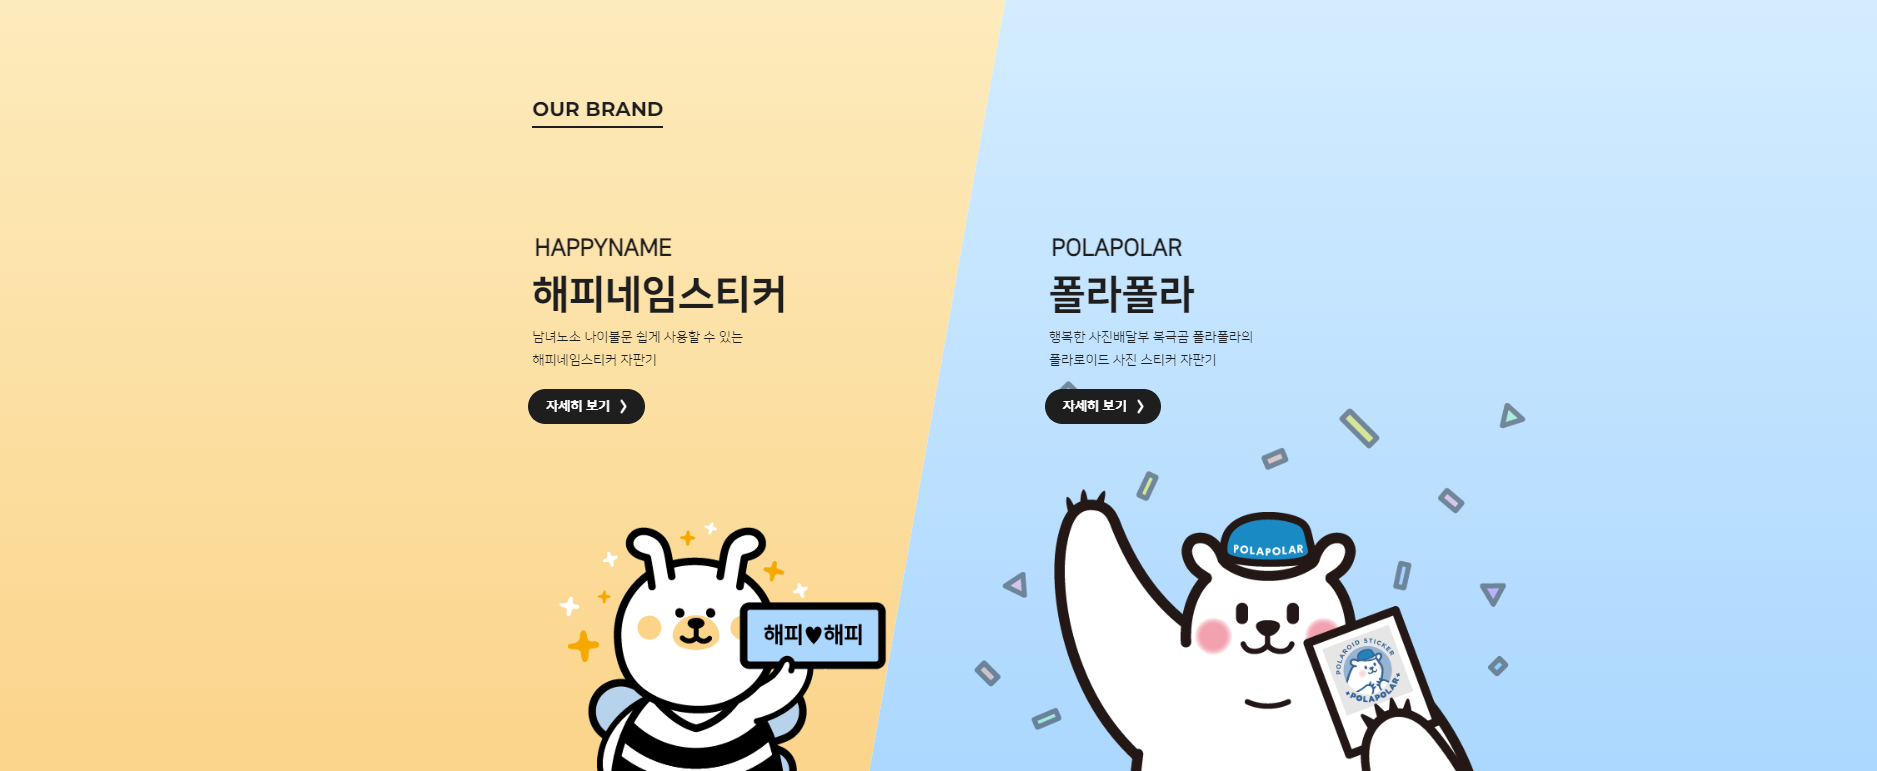 OUR BRAND
HAPPYNAME
해피네임스티커
남녀노소 나이불문 쉽게 사용할 수 있는
해피네임스티커 자판기
자세히 보기
POLAPOLAR
폴라폴라
행복한 사진배달부 북극곰 폴라폴라의
폴라로이드 사진 스티커 자판기
자세히 보기
해피♥해피
POLAPOLAR
POLAROID STICKER
POLAPOLAR